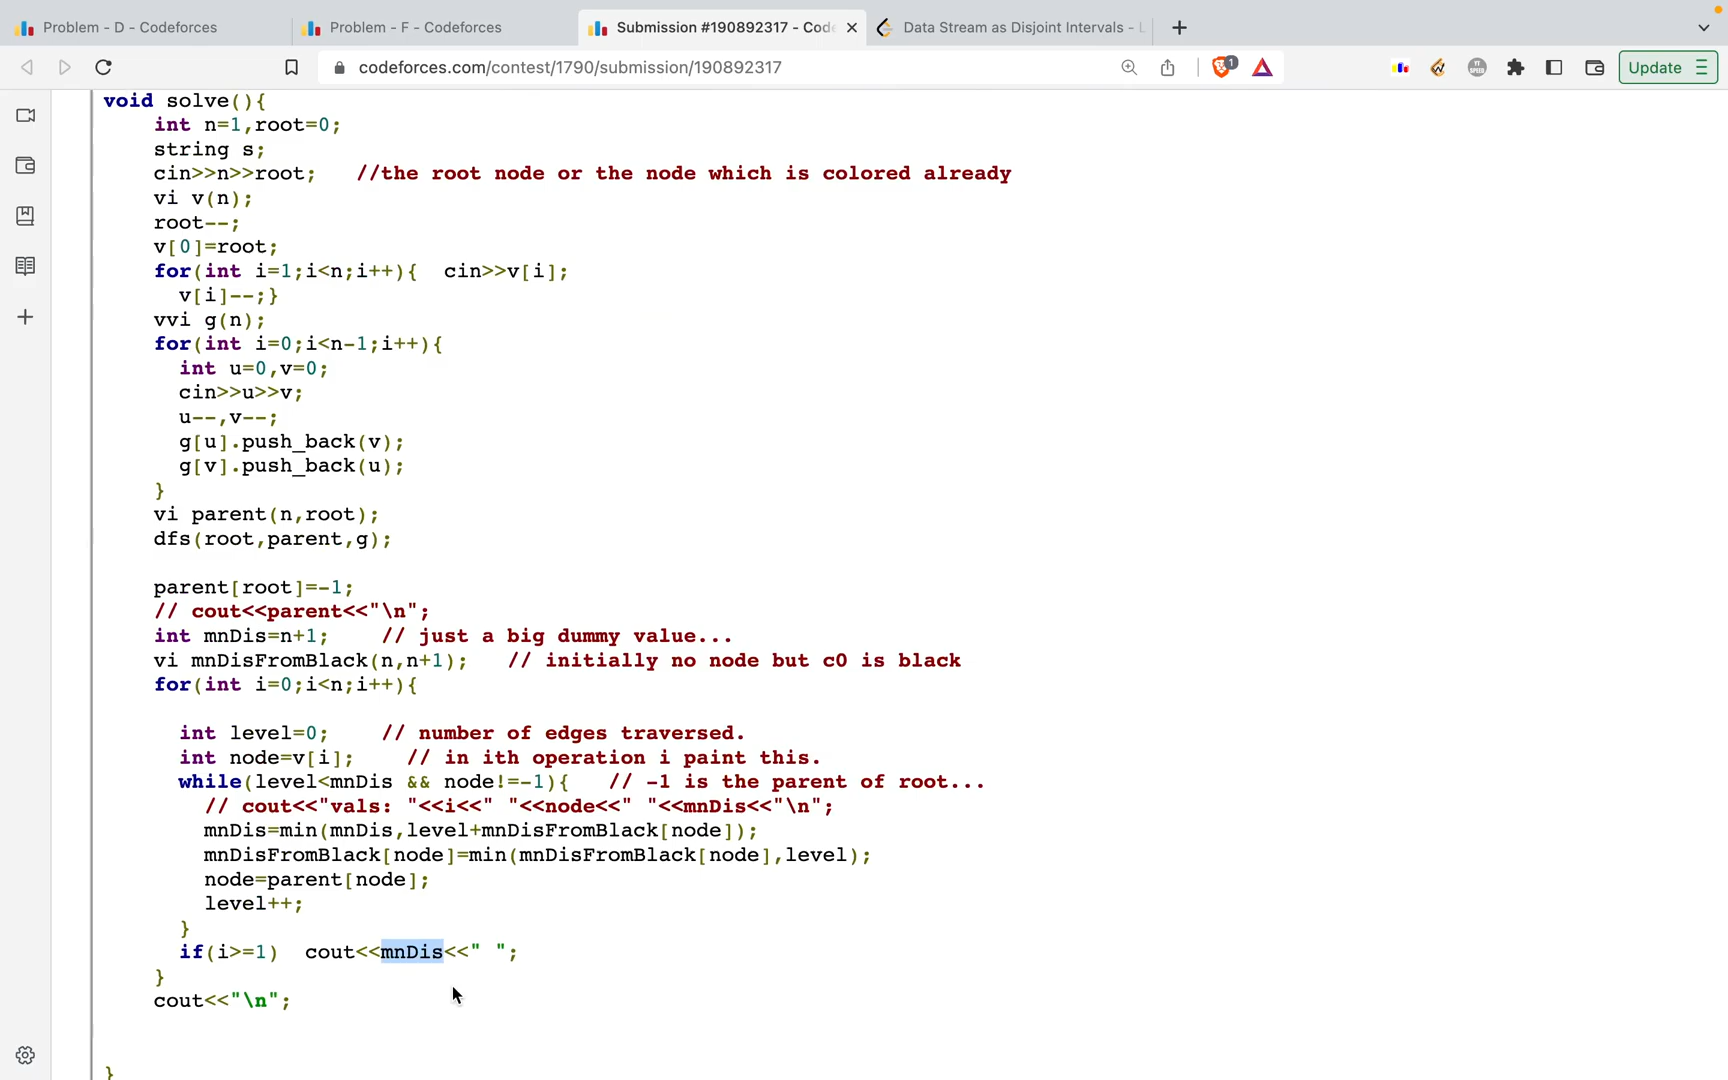 Problem - D - Codeforces
Problem - F - Codeforces
Submission #190892317 - Code
Data Stream as Disjoint Intervals - L
codeforces.com/contest/1790/submission/190892317
1
YT SPEED
Update
void solve(){
int n=1,root=0;
string s;
cin>>n>>root; //the root node or the node which is colored already
vi v(n);
root--;
v[0]=root;
for(int i=1;i<n;i++){ cin>>v[i];
v[i]--;}
vvi g(n);
for(int i=0;i<n-1;i++){
int u=0,v=0;
cin>>u>>v;
u--,v--;
g[u].push_back(v);
g[v].push_back(u);
}
vi parent(n,root);
dfs(root,parent,g);
parent[root]=-1;
// cout<<parent<<"\n";
int mnDis=n+1; // just a big dummy value...
vi mnDisFromBlack(n,n+1); // initially no node but c0 is black
for(int i=0;i<n;i++){
int level=0; // number of edges traversed.
int node=v[i]; // in ith operation i paint this.
while(level<mnDis && node!=-1){ // -1 is the parent of root...
// cout<<"vals: "<<i<<" "<<node<<" "<<mnDis<<"\n";
mnDis=min(mnDis,level+mnDisFromBlack[node]);
mnDisFromBlack[node]=min(mnDisFromBlack[node],level);
node=parent[node];
level++;
}
if(i>=1) cout<<mnDis<<" ";
}
cout<<"\n";
}